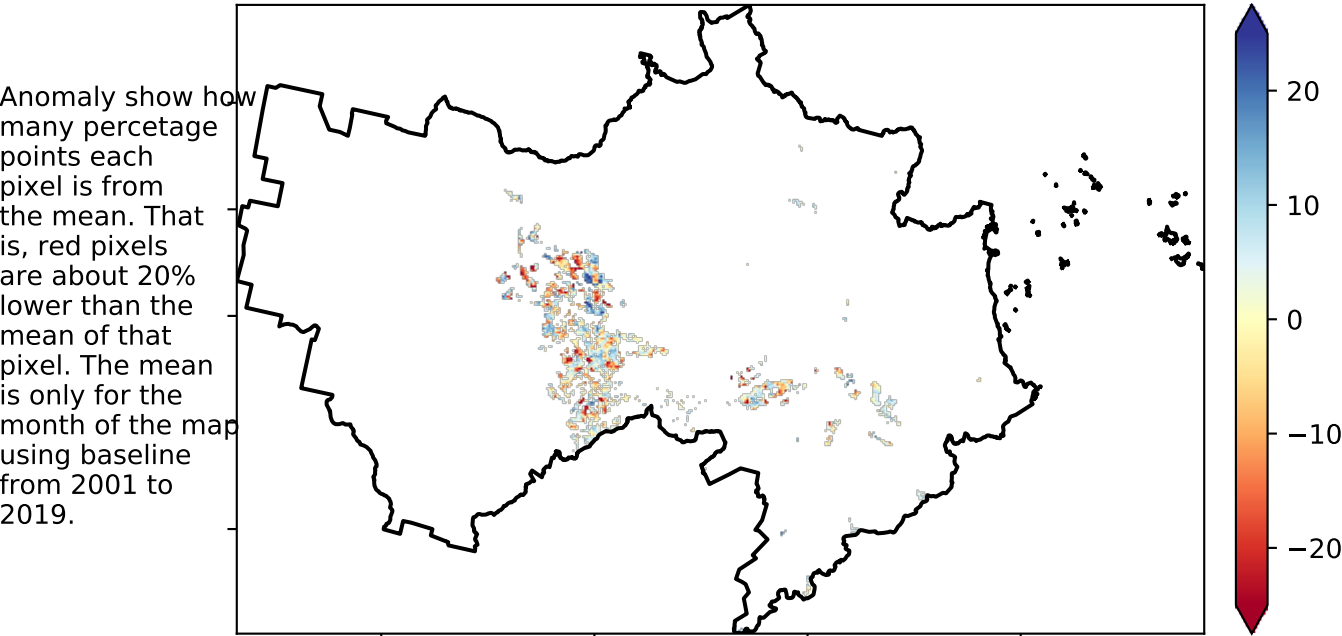 Anomaly show how
many percetage
points each
pixel is from
the mean. That
is, red pixels
are about 20%
lower than the
mean of that
pixel. The mean
is only for the
month of the map
using baseline
from 2001 to
2019.
20
10
0
−10
−20